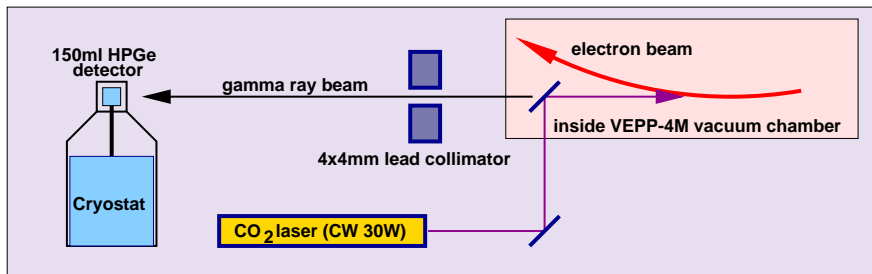 150ml HPGe
detector
gamma ray beam
electron beam
inside VEPP-4M vacuum chamber
4x4mm lead collimator
Cryostat
CO2 laser (CW 30W)